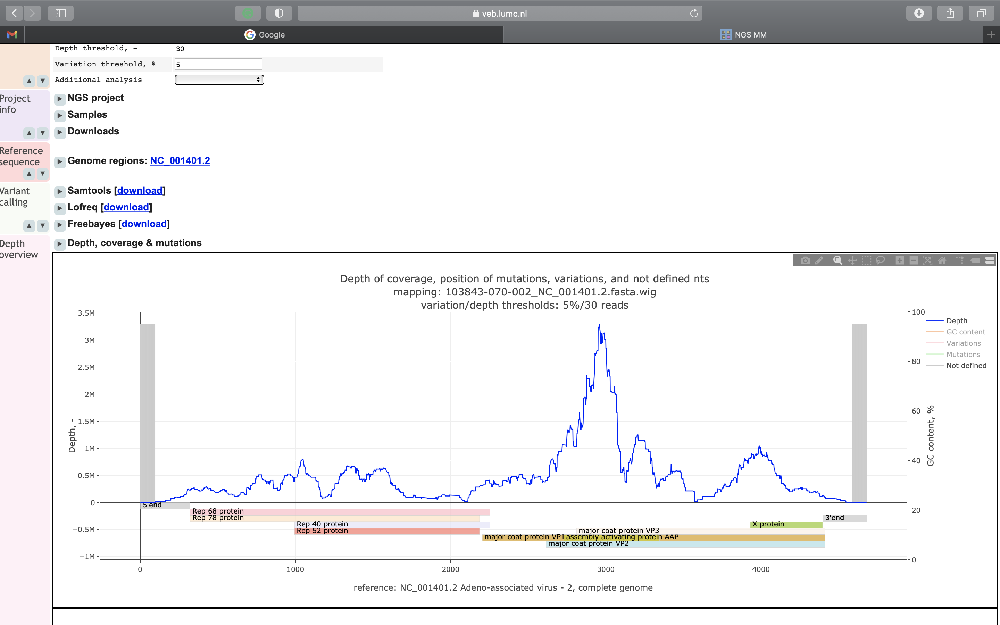 veb.lumc.nl
Google
NGS MM
Depth threshold, - 30
Variation threshold, % 5
Additional analysis
Project
info
NGS project
Samples
Downloads
Reference
sequence
Genome regions: NC_001401.2
Variant
calling
Samtools [download]
Lofreq [download]
Freebayes [download]
Depth
overview
Depth, coverage & mutations
Depth of coverage, position of mutations, variations, and not defined nts
mapping: 103843-070-002_NC_001401.2.fasta.wig
variation/depth thresholds: 5%/30 reads
3.5M
3M
2.5M
2M
1.5M
1M
0.5M
0
−0.5M
−1M
Depth, -
100
80
60
40
20
0
GC content, %
Depth
GC content
Variations
Mutations
Not defined
5'end
Rep 68 protein
Rep 78 protein
3'end
Rep 40 protein
X protein
Rep 52 protein
major coat protein VP3
major coat protein VP1
assembly activating protein AAP
major coat protein VP2
0
1000
2000
3000
4000
reference: NC_001401.2 Adeno-associated virus - 2, complete genome